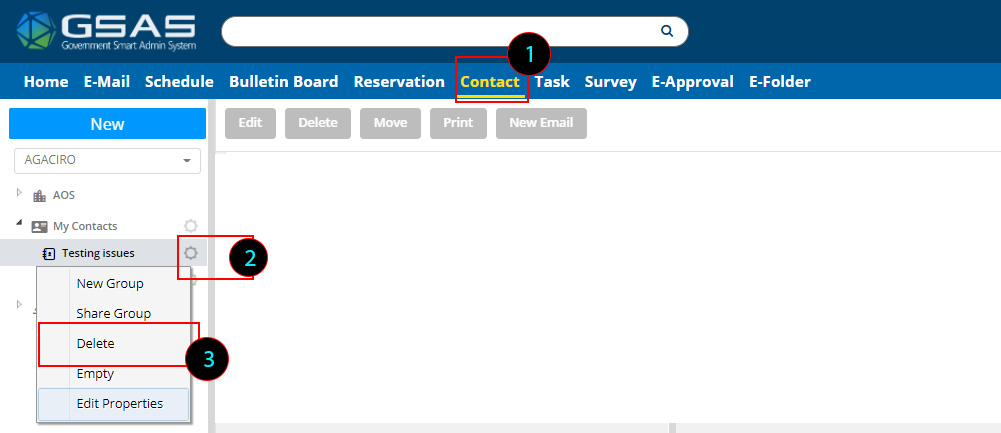 GSAS
Government Smart Admin System
1
Home E-Mail Schedule Bulletin Board Reservation Contact Task Survey E-Approval E-Folder
New
Edit Delete Move Print New Email
AGACIRO
AOS
My Contacts
Testing issues
2
New Group
Share Group
Delete
3
Empty
Edit Properties